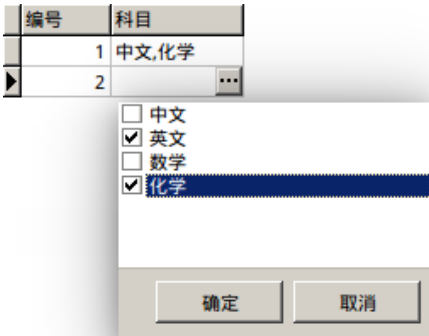 编号 科目
1 中文,化学
2 ...
中文
英文
数学
化学
确定 取消